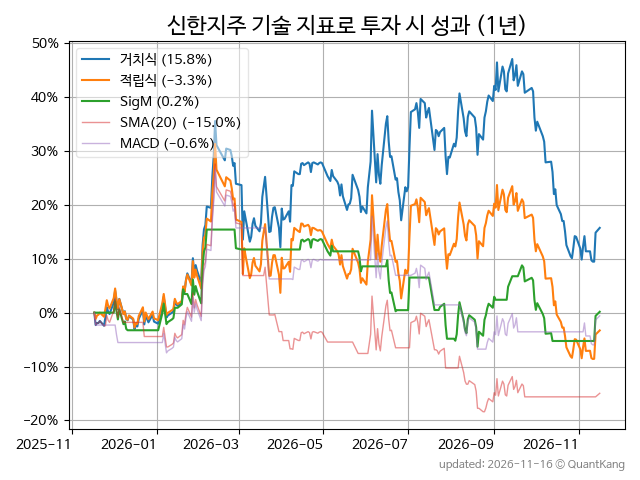 신한지주 기술 지표로 투자 시 성과 (1년)
거치식 (15.8%)
적립식 (−3.3%)
SigM (0.2%)
SMA(20) (−15.0%)
MACD (−0.6%)
50%
40%
30%
20%
10%
0%
−10%
−20%
2025-11 2026-01 2026-03 2026-05 2026-07 2026-09 2026-11
updated: 2026-11-16 ⓒ QuantKang